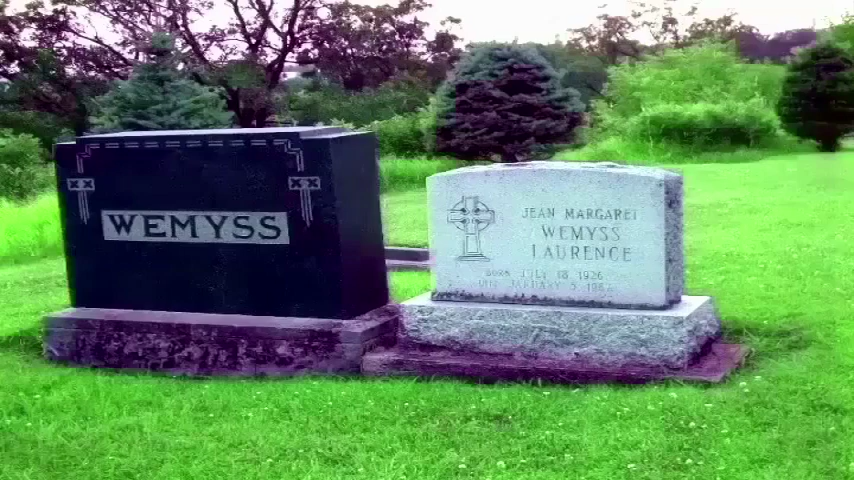 WEMYSS
JEAN MARGARET
WEMYSS
LAURENCE
BORN JULY 18 1926
DIED JANUARY 5